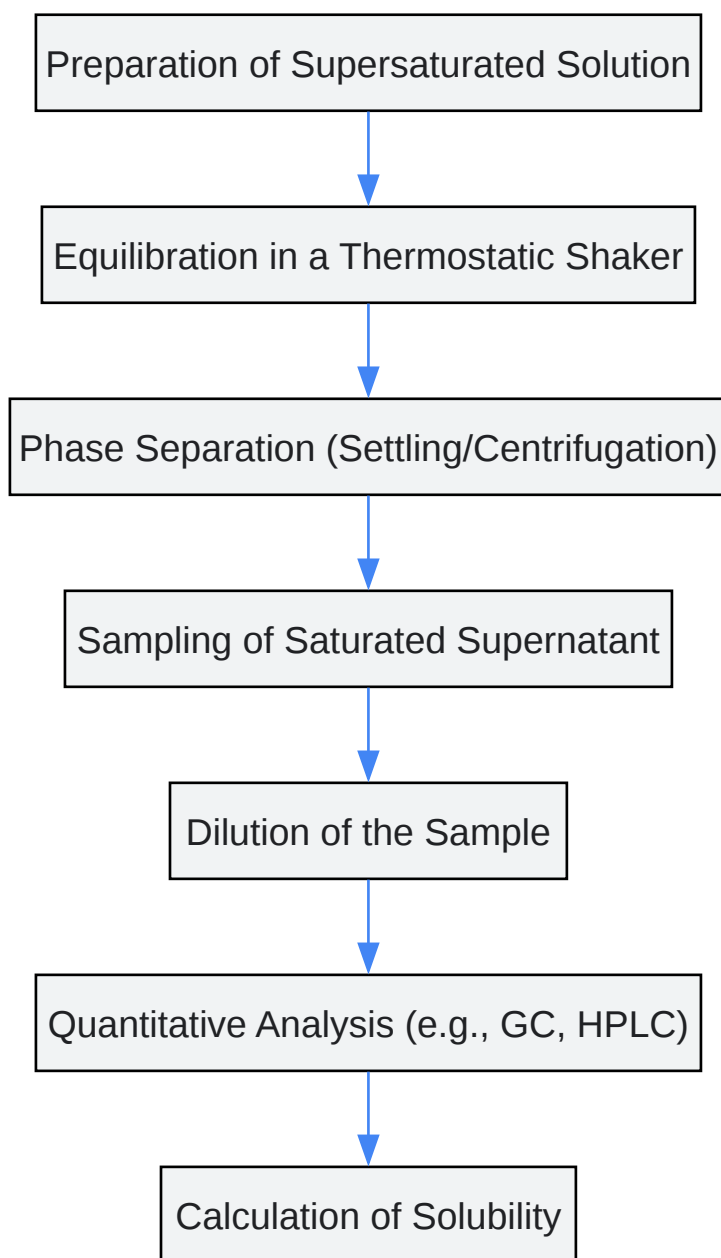 Preparation of Supersaturated Solution
Equilibration in a Thermostatic Shaker
Phase Separation (Settling/Centrifugation)
Sampling of Saturated Supernatant
Dilution of the Sample
Quantitative Analysis (e.g., GC, HPLC)
Calculation of Solubility